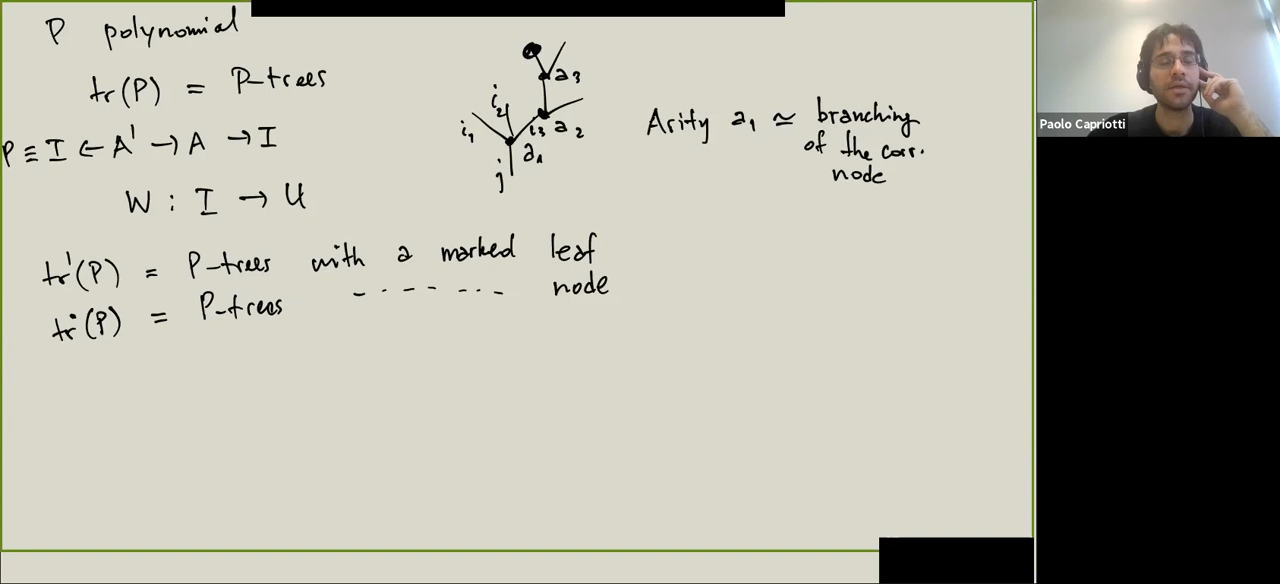 P polynomial
tr(P) = P-trees
P ≡ I ← A' → A → I
W : I → U
i₁ i₂ i₃ j a₁ a₂ a₃
Arity a₁ ≃ branching
of the corr.
node
tr'(P) = P-trees with a marked leaf
tr•(P) = P-trees - - - - - - node
Paolo Capriotti